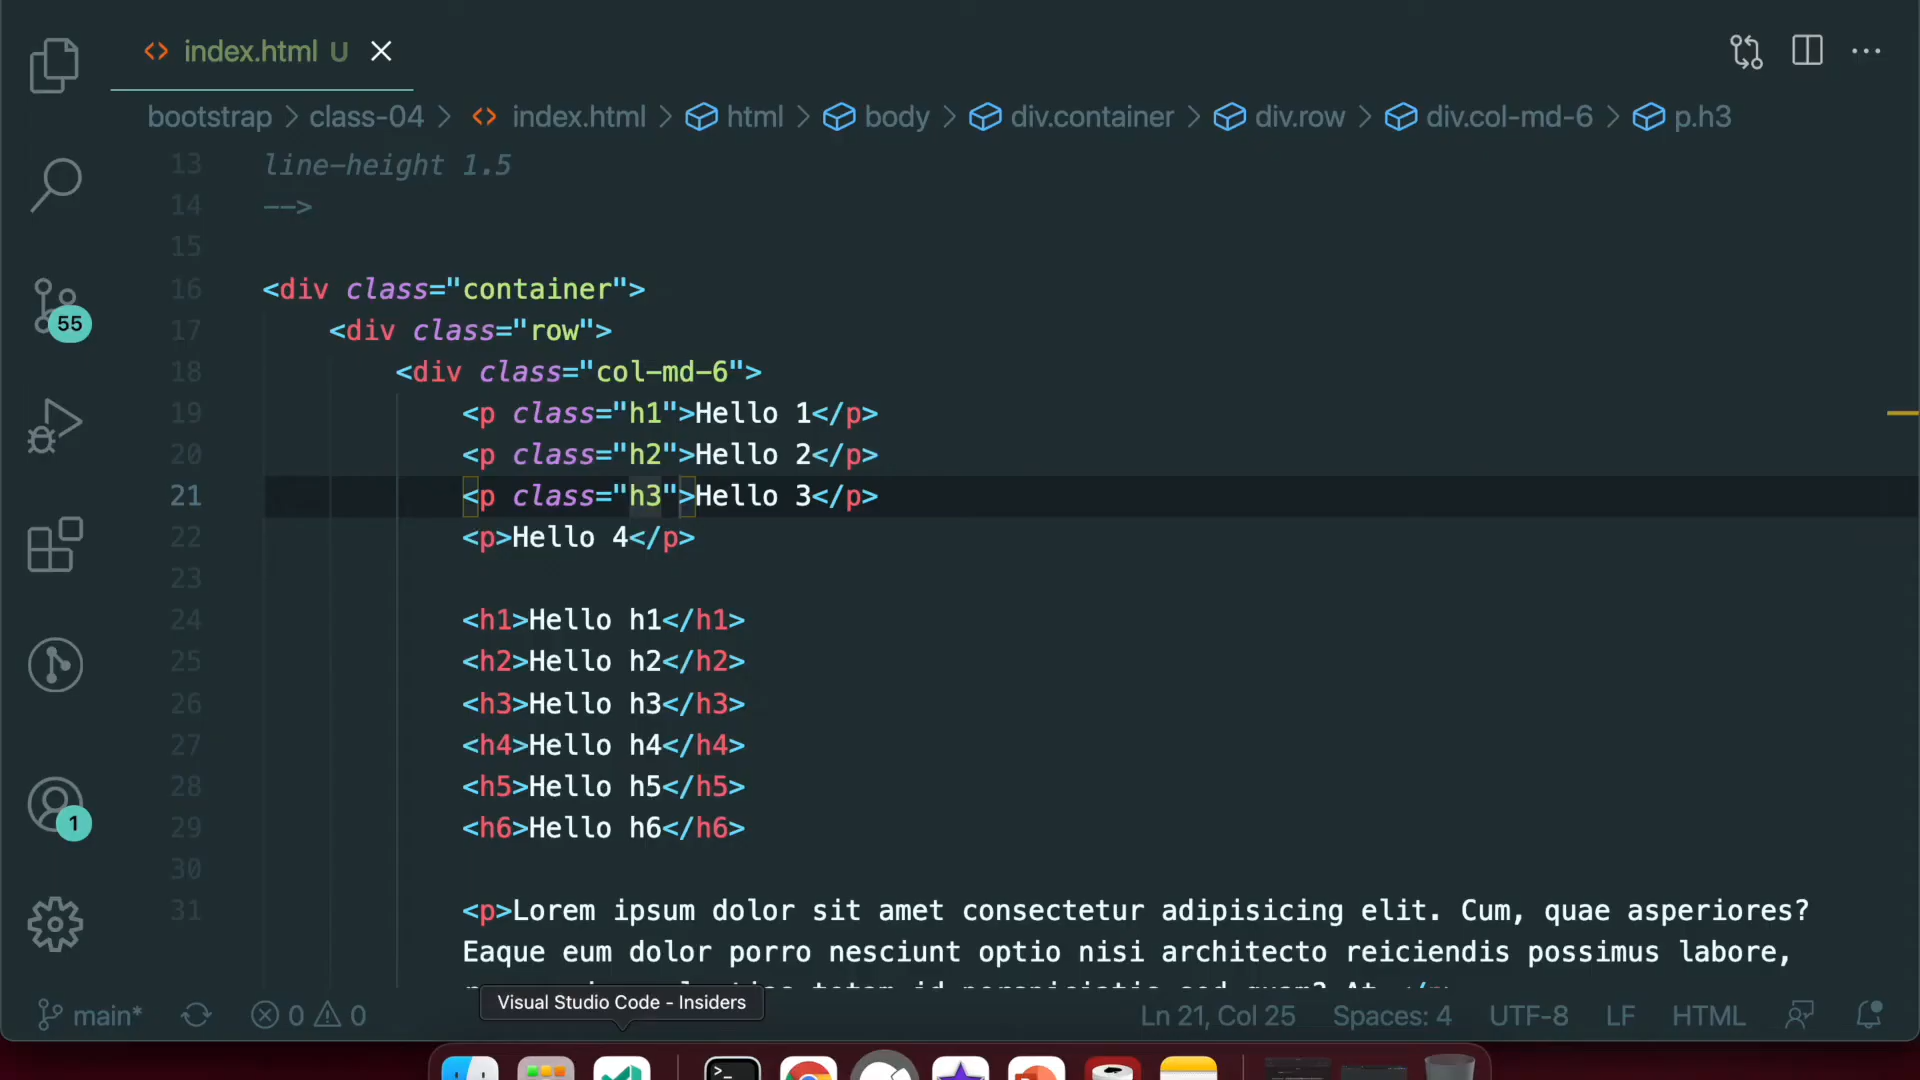 index.html U
bootstrap > class-04 > index.html > html > body > div.container > div.row > div.col-md-6 > p.h3
13 line-height 1.5
14 -->
15
16 <div class="container">
17 <div class="row">
18 <div class="col-md-6">
19 <p class="h1">Hello 1</p>
20 <p class="h2">Hello 2</p>
21 <p class="h3">Hello 3</p>
22 <p>Hello 4</p>
23
24 <h1>Hello h1</h1>
25 <h2>Hello h2</h2>
26 <h3>Hello h3</h3>
27 <h4>Hello h4</h4>
28 <h5>Hello h5</h5>
29 <h6>Hello h6</h6>
30
31 <p>Lorem ipsum dolor sit amet consectetur adipisicing elit. Cum, quae asperiores?
Eaque eum dolor porro nesciunt optio nisi architecto reiciendis possimus labore,
55
1
Visual Studio Code - Insiders
main* 0 0 Ln 21, Col 25 Spaces: 4 UTF-8 LF HTML